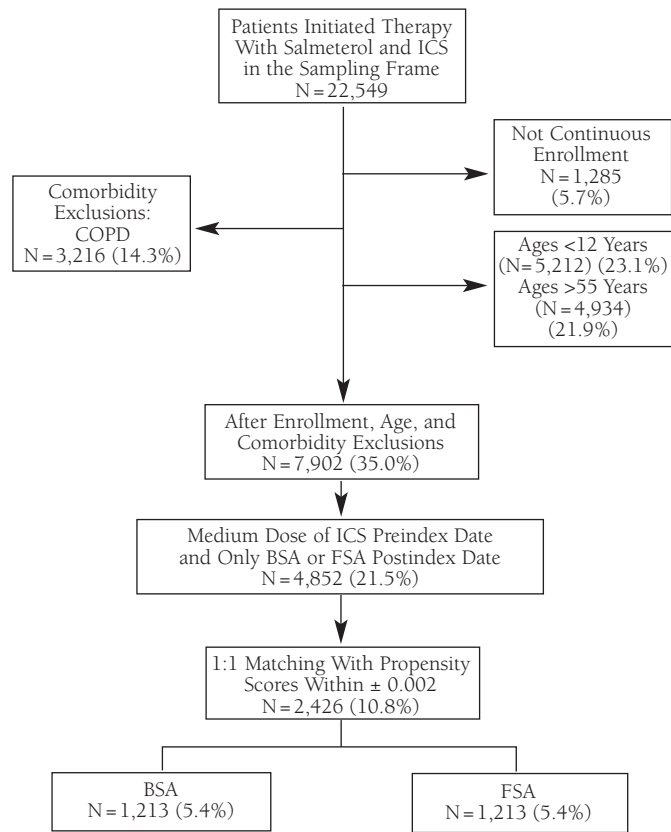 Patients Initiated Therapy
With Salmeterol and ICS
in the Sampling Frame
N=22,549
Not Continuous
Enrollment
N=1,285
(5.7%)
Comorbidity
Exclusions:
COPD
N=3,216 (14.3%)
Ages <12 Years
(N=5,212) (23.1%)
Ages >55 Years
(N=4,934)
(21.9%)
After Enrollment, Age, and
Comorbidity Exclusions
N=7,902 (35.0%)
Medium Dose of ICS Preindex Date
and Only BSA or FSA Postindex Date
N=4,852 (21.5%)
1:1 Matching With Propensity
Scores Within ± 0.002
N=2,426 (10.8%)
BSA
N=1,213 (5.4%)
FSA
N=1,213 (5.4%)